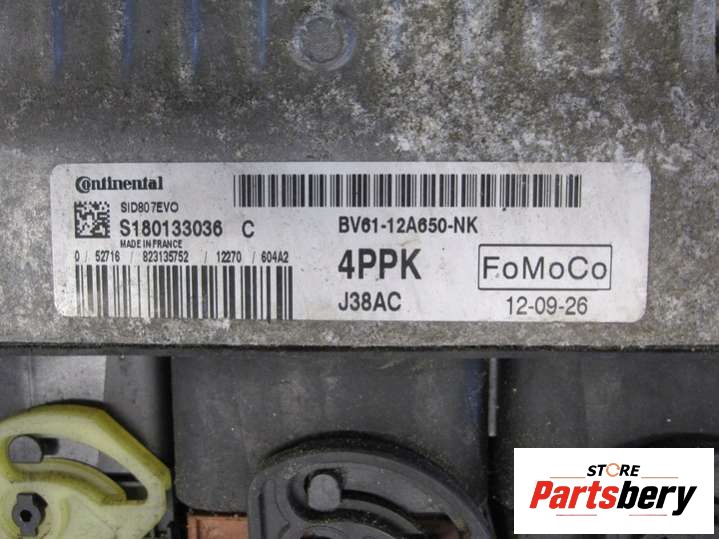 Continental
SID807EVO
S180133036 C
MADE IN FRANCE
0 / 52716 / 823135752 / 12270 / 604A2
BV61-12A650-NK
4PPK
FoMoCo
J38AC
12-09-26
STORE
Partsbery